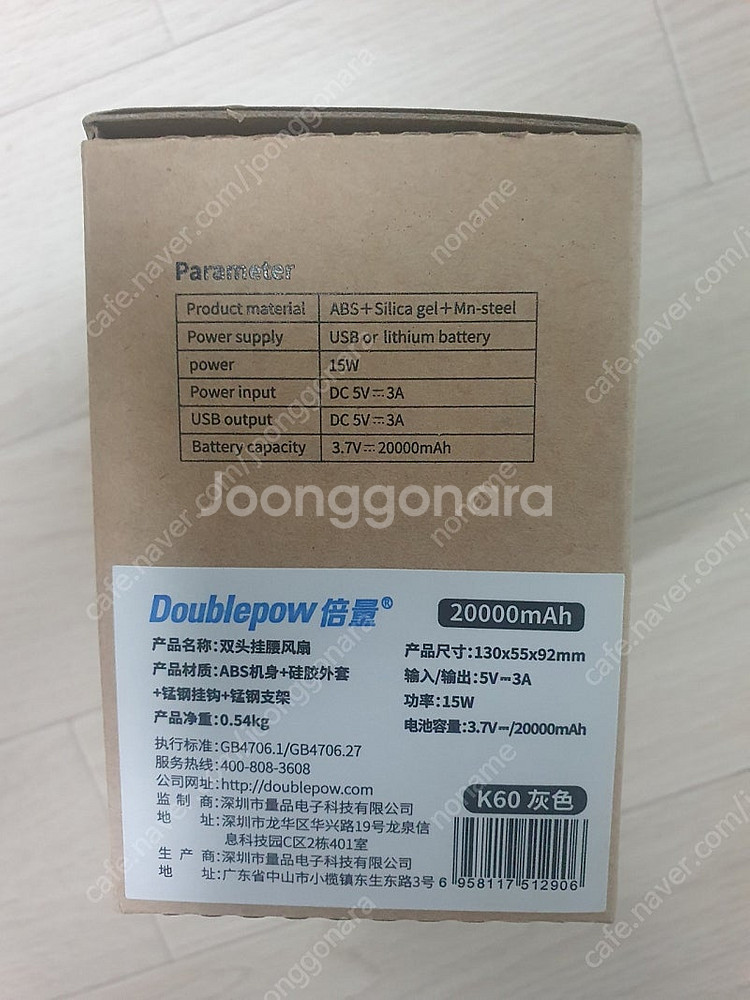 Parameter
Product material ABS+Silica gel+Mn-steel
Power supply USB or lithium battery
power 15W
Power input DC 5V⎓3A
USB output DC 5V⎓3A
Battery capacity 3.7V⎓20000mAh
Joonggonara
Doublepow 倍量® 20000mAh
产品名称:双头挂腰风扇
产品材质:ABS机身+硅胶外套
+锰钢挂钩+锰钢支架
产品净重:0.54kg
产品尺寸:130x55x92mm
输入/输出:5V⎓3A
功率:15W
电池容量:3.7V⎓/20000mAh
执行标准:GB4706.1/GB4706.27
服务热线:400-808-3608
公司网址:http://doublepow.com
监制商:深圳市量品电子科技有限公司
地址:深圳市龙华区华兴路19号龙泉信
息科技园C区2栋401室
生产商:深圳市量品电子科技有限公司
地址:广东省中山市小榄镇东生东路3号
K60 灰色
6 958117 512906
cafe.naver.com/joonggonara
noname